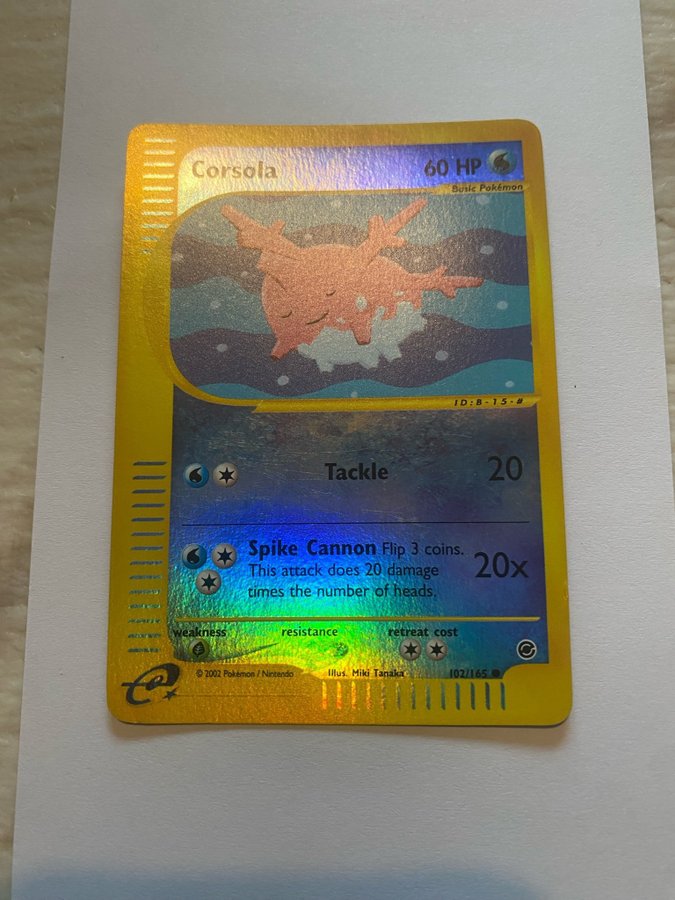 Corsola 60 HP
Basic Pokémon
ID:B-15-#
Tackle 20
Spike Cannon Flip 3 coins.
This attack does 20 damage
times the number of heads.
20x
weakness resistance retreat cost
© 2002 Pokémon / Nintendo Illus. Miki Tanaka 102/165
e